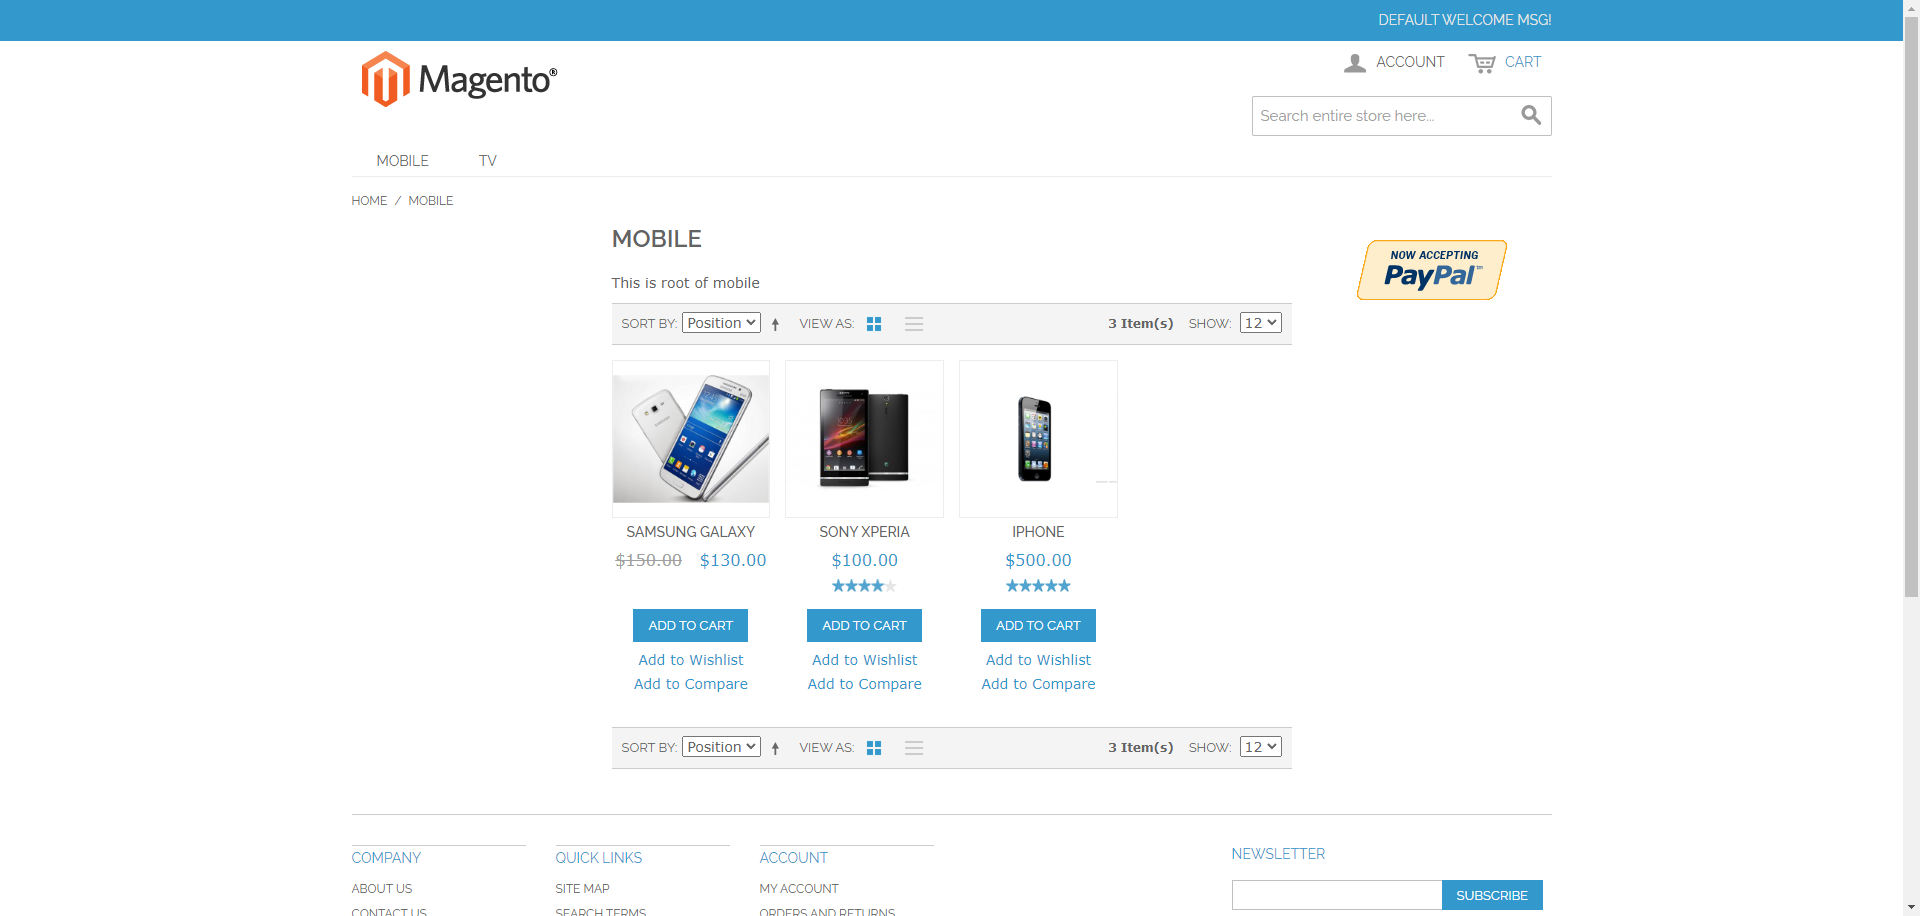 DEFAULT WELCOME MSG!
Magento®
ACCOUNT
CART
Search entire store here...
MOBILE
TV
HOME / MOBILE
MOBILE
NOW ACCEPTING
PayPal™
This is root of mobile
SORT BY: Position VIEW AS: 3 Item(s) SHOW: 12
SAMSUNG GALAXY
$150.00 $130.00
ADD TO CART
Add to Wishlist
Add to Compare
SONY XPERIA
$100.00
ADD TO CART
Add to Wishlist
Add to Compare
IPHONE
$500.00
ADD TO CART
Add to Wishlist
Add to Compare
SORT BY: Position VIEW AS: 3 Item(s) SHOW: 12
COMPANY
ABOUT US
CONTACT US
QUICK LINKS
SITE MAP
SEARCH TERMS
ACCOUNT
MY ACCOUNT
ORDERS AND RETURNS
NEWSLETTER
SUBSCRIBE